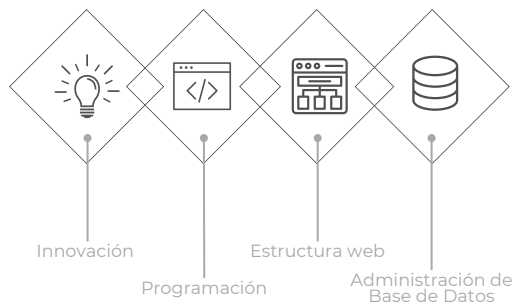 Innovación
Programación
Estructura web
Administración de
Base de Datos